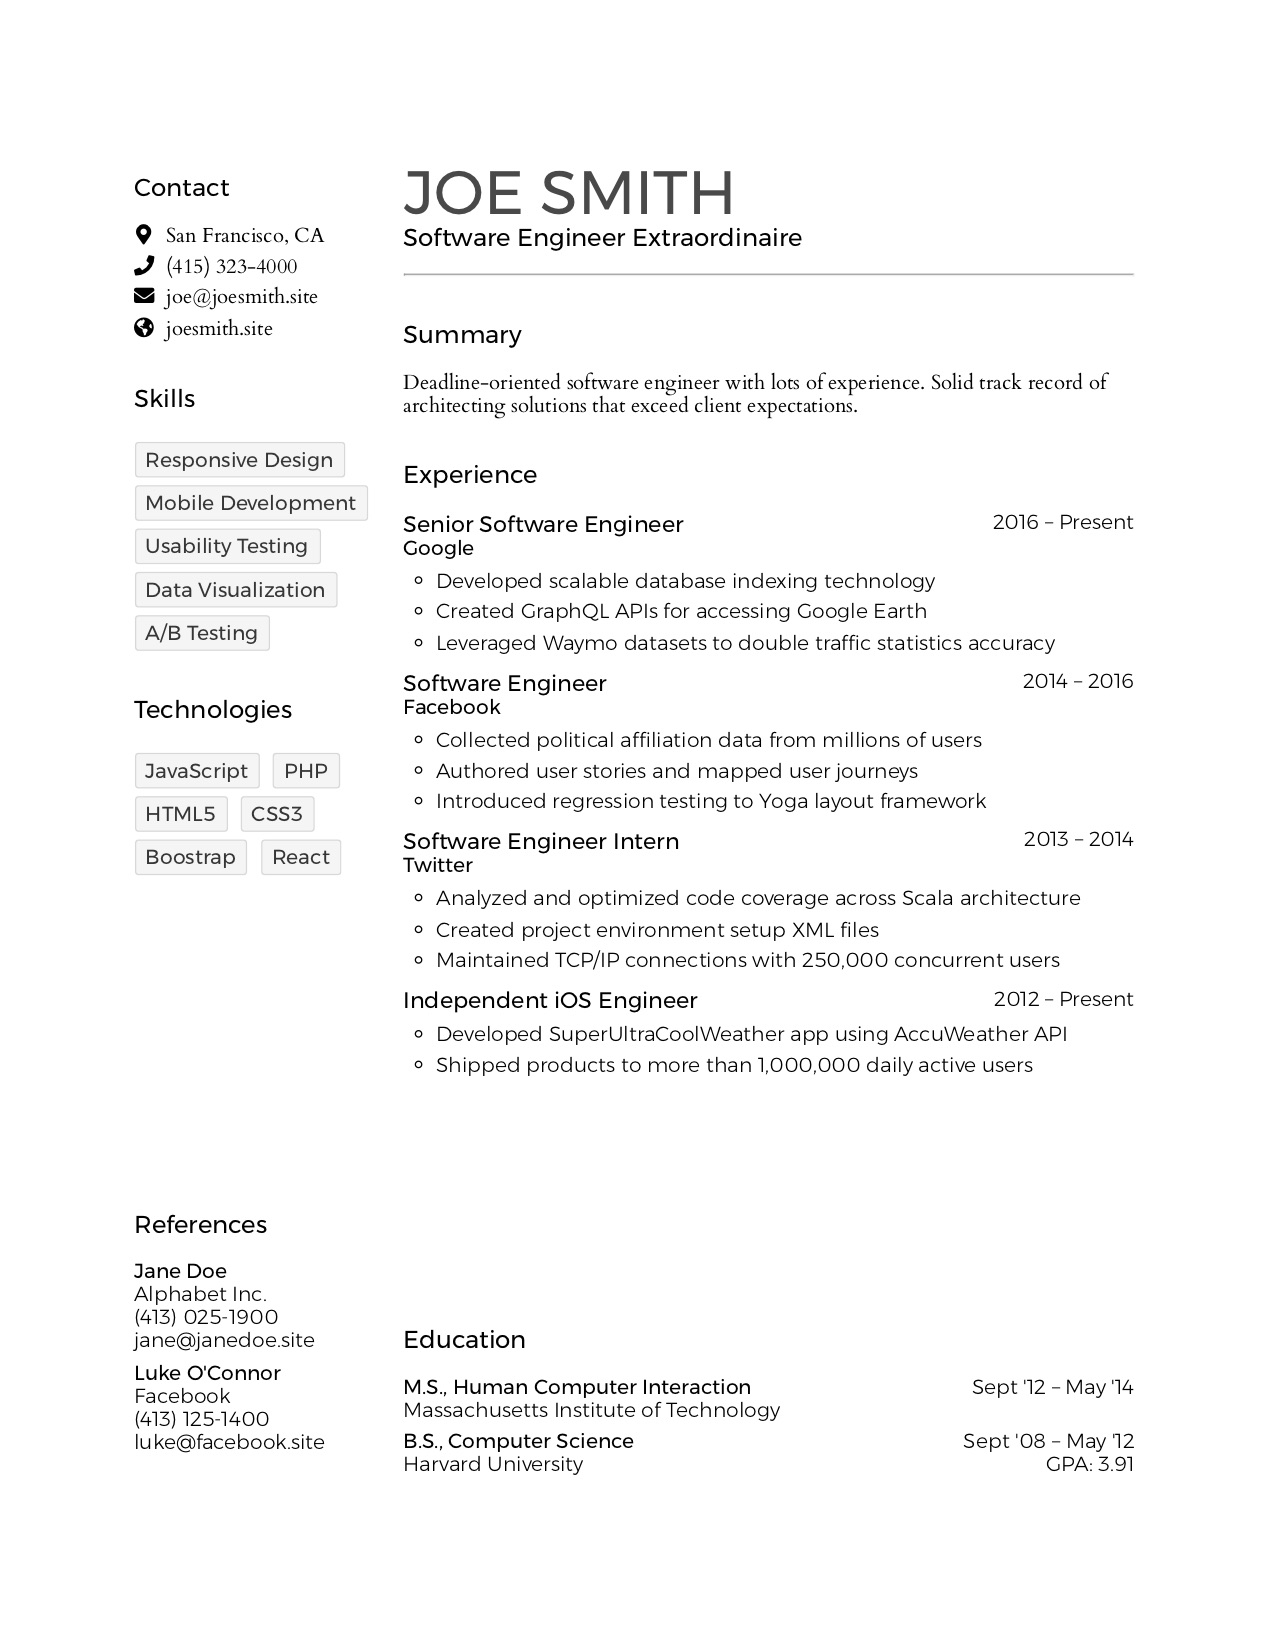 Contact
San Francisco, CA
(415) 323-4000
joe@joesmith.site
joesmith.site
Skills
Responsive Design
Mobile Development
Usability Testing
Data Visualization
A/B Testing
Technologies
JavaScript PHP
HTML5 CSS3
Boostrap React
References
Jane Doe
Alphabet Inc.
(413) 025-1900
jane@janedoe.site
Luke O'Connor
Facebook
(413) 125-1400
luke@facebook.site
JOE SMITH
Software Engineer Extraordinaire
Summary
Deadline-oriented software engineer with lots of experience. Solid track record of
architecting solutions that exceed client expectations.
Experience
Senior Software Engineer 2016 – Present
Google
Developed scalable database indexing technology
Created GraphQL APIs for accessing Google Earth
Leveraged Waymo datasets to double traffic statistics accuracy
Software Engineer 2014 – 2016
Facebook
Collected political affiliation data from millions of users
Authored user stories and mapped user journeys
Introduced regression testing to Yoga layout framework
Software Engineer Intern 2013 – 2014
Twitter
Analyzed and optimized code coverage across Scala architecture
Created project environment setup XML files
Maintained TCP/IP connections with 250,000 concurrent users
Independent iOS Engineer 2012 – Present
Developed SuperUltraCoolWeather app using AccuWeather API
Shipped products to more than 1,000,000 daily active users
Education
M.S., Human Computer Interaction Sept '12 – May '14
Massachusetts Institute of Technology
B.S., Computer Science Sept '08 – May '12
Harvard University GPA: 3.91